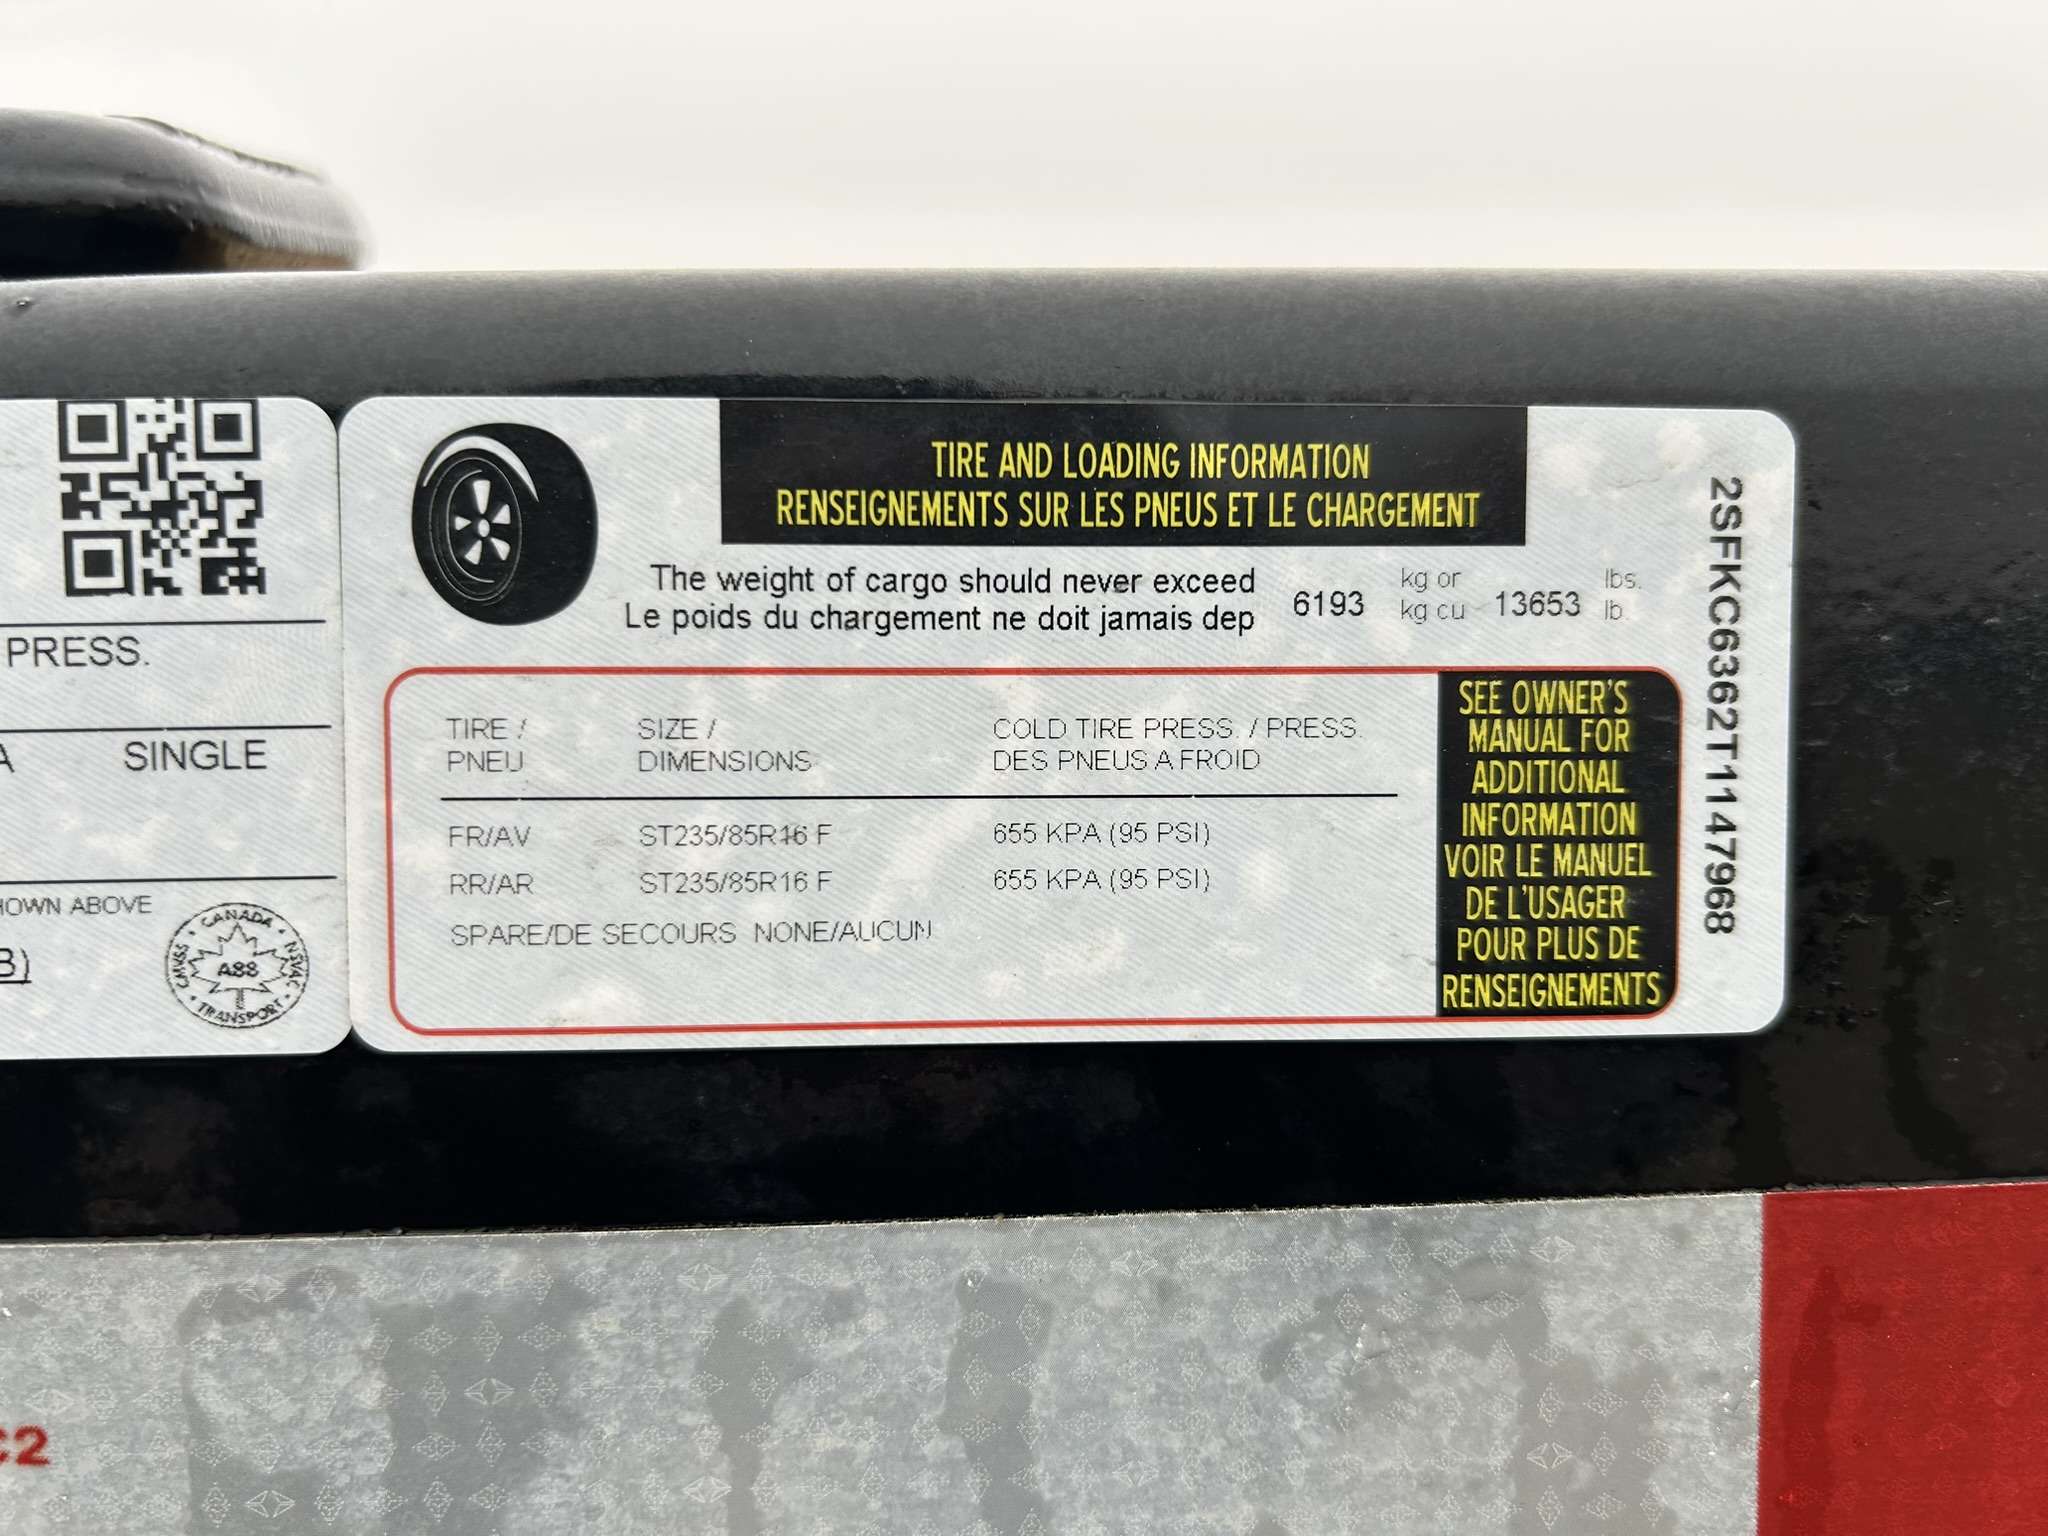 PRESS.
A SINGLE
HOWN ABOVE
B)
CANADA
CMVSS · NSVAC
A88
TRANSPORT
TIRE AND LOADING INFORMATION
RENSEIGNEMENTS SUR LES PNEUS ET LE CHARGEMENT
The weight of cargo should never exceed
Le poids du chargement ne doit jamais dep
6193 kg or 13653 lbs.
kg cu lb.
TIRE / SIZE / COLD TIRE PRESS. / PRESS.
PNEU DIMENSIONS DES PNEUS A FROID
FR/AV ST235/85R16 F 655 KPA (95 PSI)
RR/AR ST235/85R16 F 655 KPA (95 PSI)
SPARE/DE SECOURS NONE/AUCUN
SEE OWNER'S
MANUAL FOR
ADDITIONAL
INFORMATION
VOIR LE MANUEL
DE L'USAGER
POUR PLUS DE
RENSEIGNEMENTS
2SFKC6362T1147968
C2